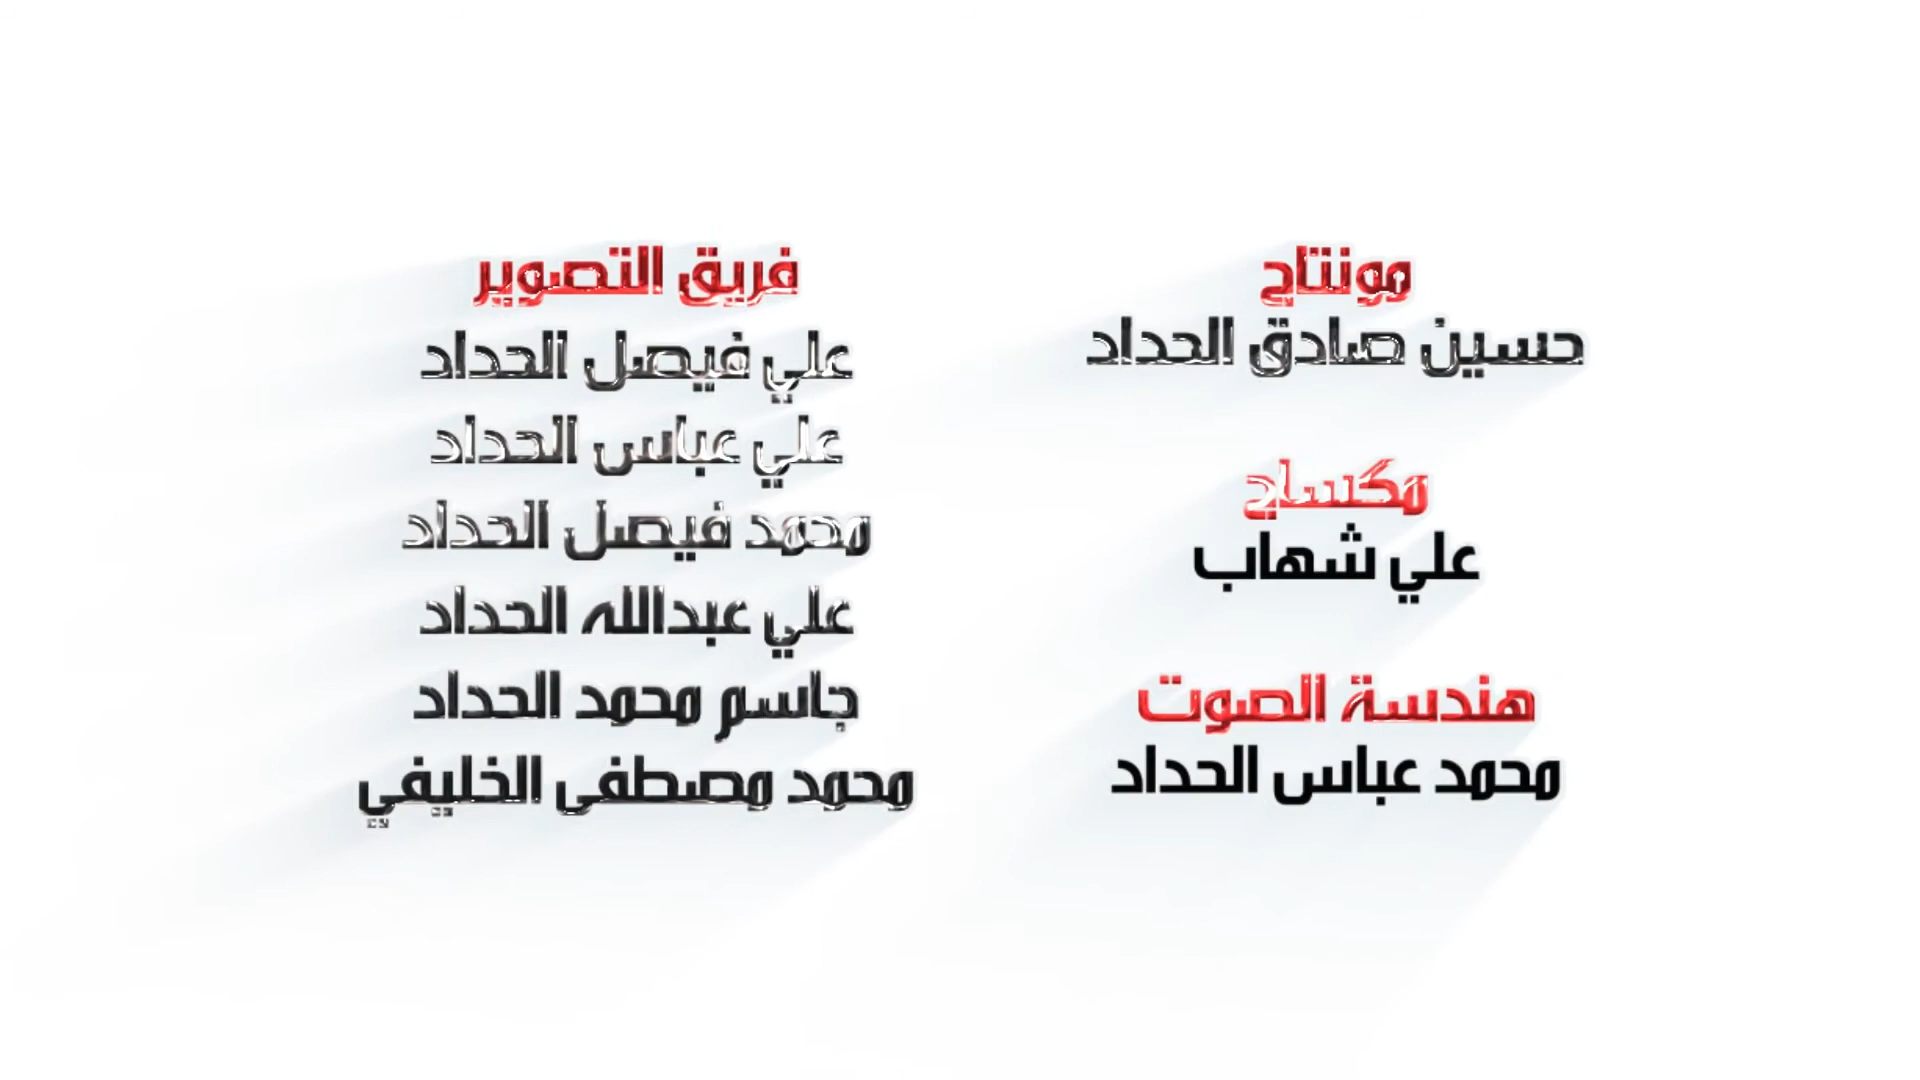 مونتاج
حسين صادق الحداد
مكساج
علي شهاب
هندسة الصوت
محمد عباس الحداد
فريق التصوير
علي فيصل الحداد
علي عباس الحداد
محمد فيصل الحداد
علي عبدالله الحداد
جاسم محمد الحداد
محمد مصطفى الخليفي